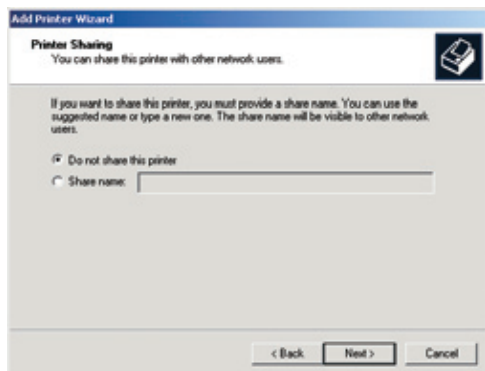 Add Printer Wizard
Printer Sharing
You can share this printer with other network users.
If you want to share this printer, you must provide a share name. You can use the
suggested name or type a new one. The share name will be visible to other network
users.
Do not share this printer
Share name:
< Back
Next >
Cancel